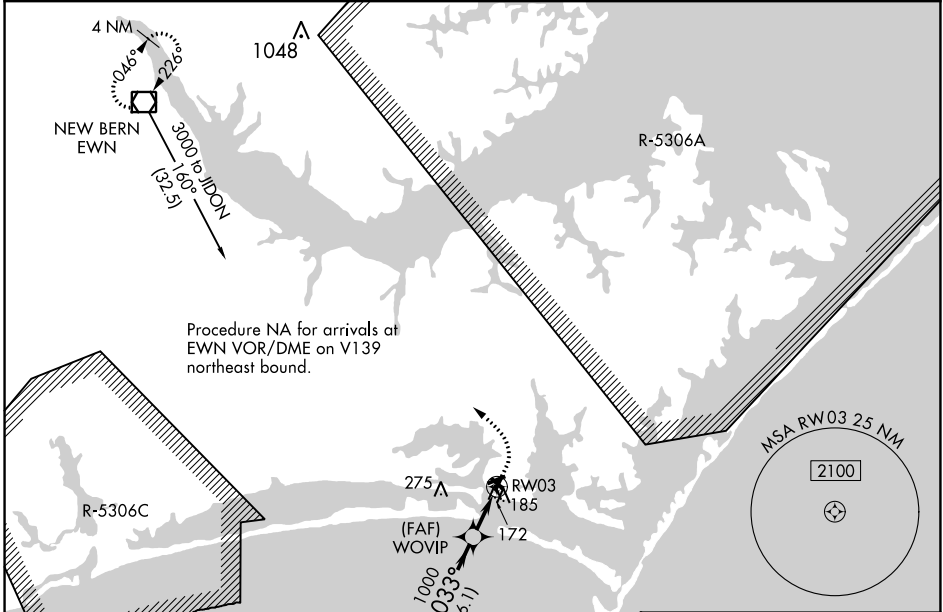 4 NM
046°
226°
1048
NEW BERN
EWN
3000 to JIDON
160°
(32.5)
R-5306A
Procedure NA for arrivals at
EWN VOR/DME on V139
northeast bound.
MSA RW03 25 NM
2100
R-5306C
275
RW03
185
172
(FAF)
WOVIP
1000
033°
6.1)